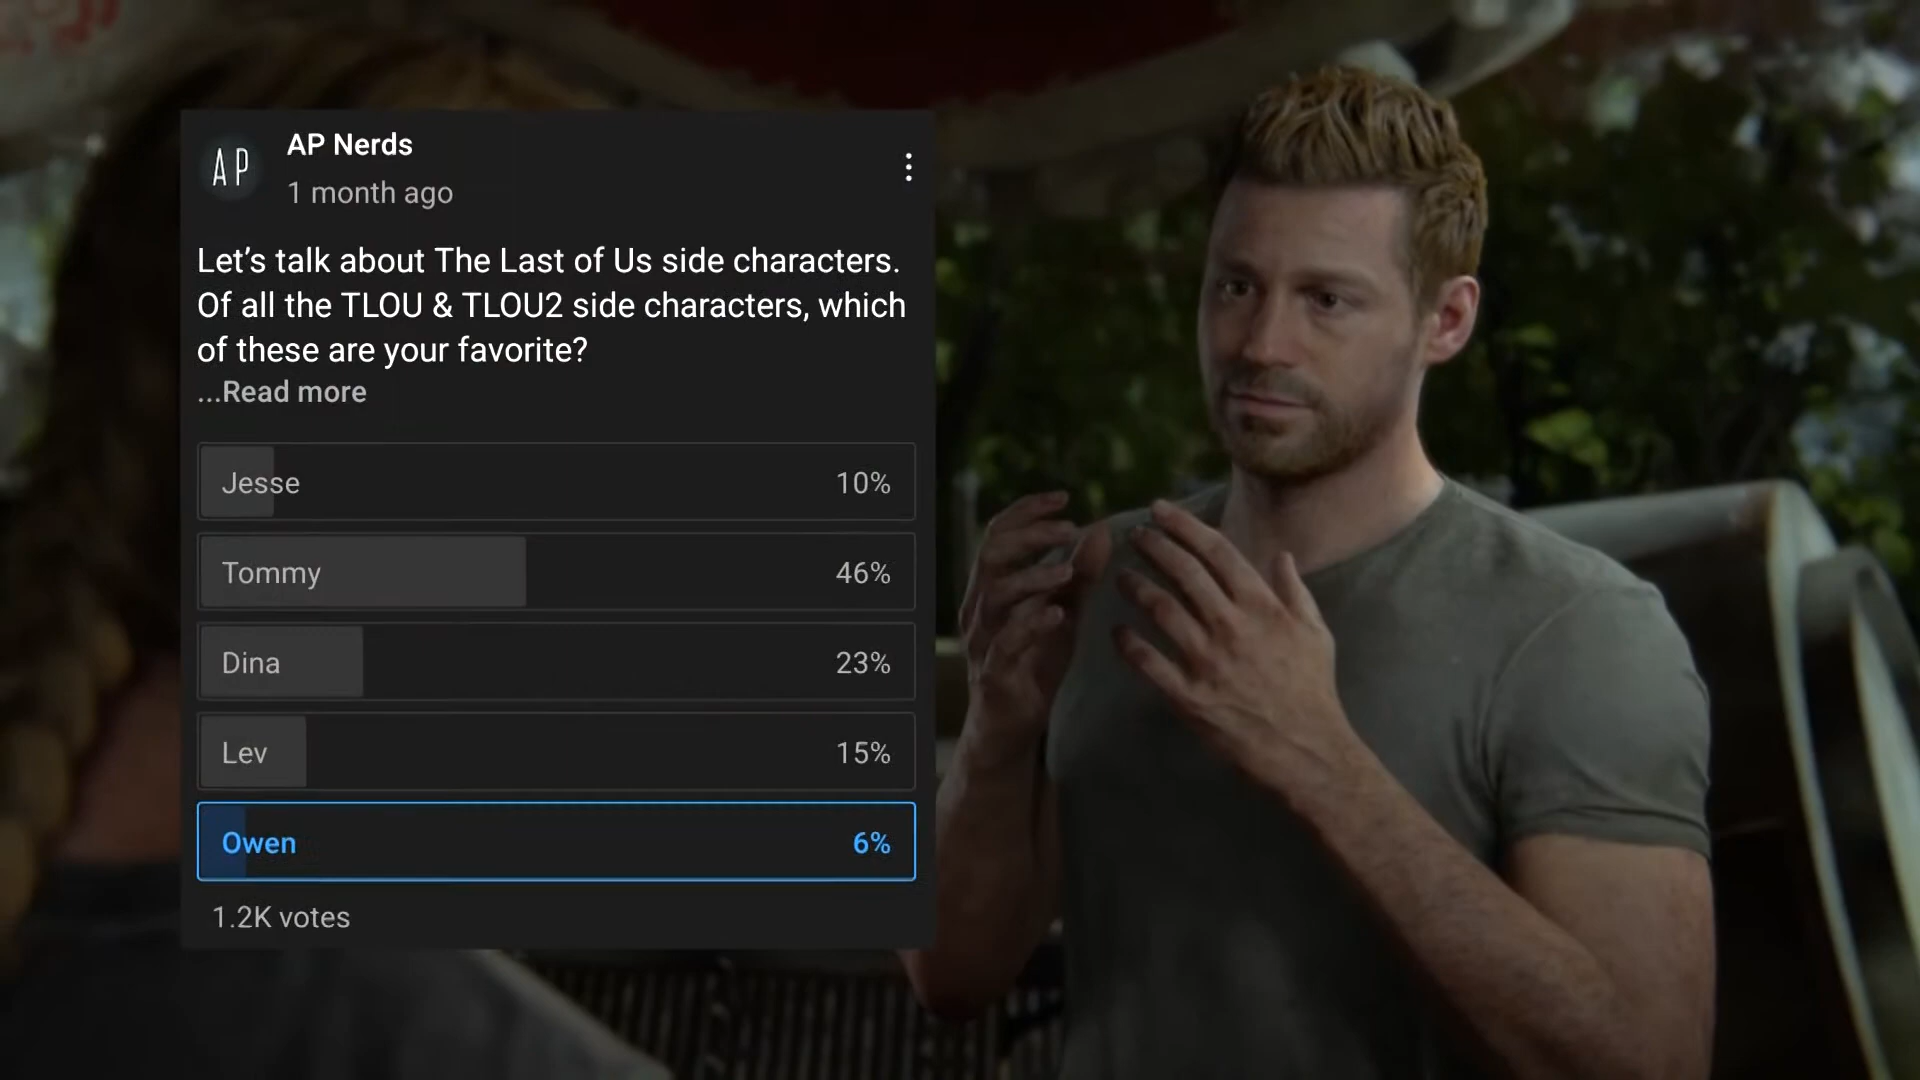 AP
AP Nerds
1 month ago
Let’s talk about The Last of Us side characters.
Of all the TLOU & TLOU2 side characters, which
of these are your favorite?
...Read more
Jesse 10%
Tommy 46%
Dina 23%
Lev 15%
Owen 6%
1.2K votes